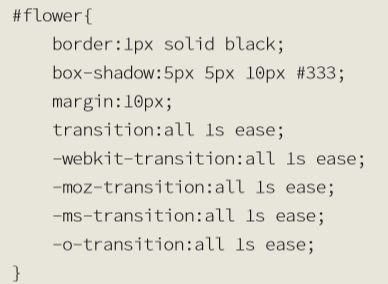 #flower{
    border:1px solid black;
    box-shadow:5px 5px 10px #333;
    margin:10px;
    transition:all 1s ease;
    -webkit-transition:all 1s ease;
    -moz-transition:all 1s ease;
    -ms-transition:all 1s ease;
    -o-transition:all 1s ease;
}